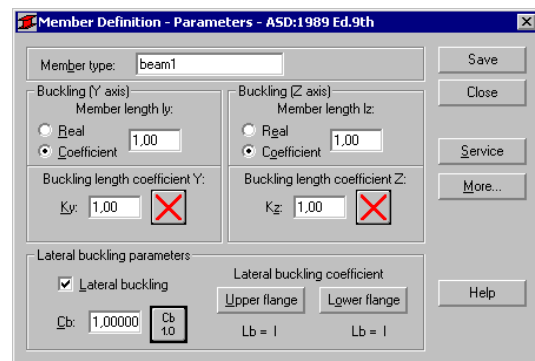 Member Definition - Parameters - ASD:1989 Ed.9th
Member type: beam1
Save
Close
Service
More...
Help
Buckling (Y axis)
Member length ly:
Real
Coefficient
1,00
Buckling length coefficient Y:
Ky: 1,00
Buckling (Z axis)
Member length lz:
Real
Coefficient
1,00
Buckling length coefficient Z:
Kz: 1,00
Lateral buckling parameters
Lateral buckling
Cb: 1,00000
Cb
1.0
Lateral buckling coefficient
Upper flange Lower flange
Lb = l Lb = l